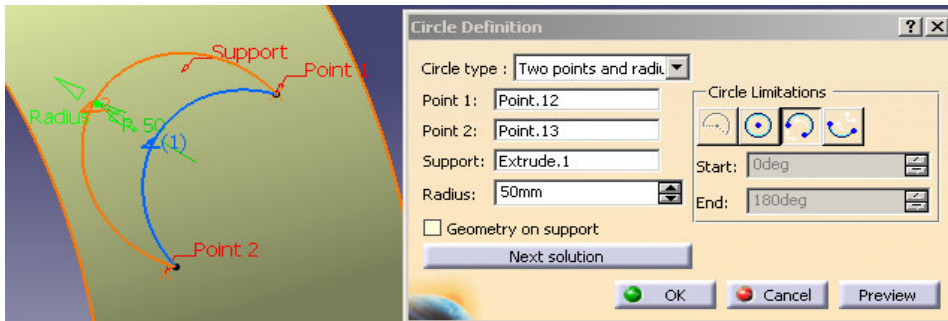 Support
Point 1
Radius
R 50
(1)
Point 2
Circle Definition
Circle type : Two points and radiu
Point 1: Point.12
Point 2: Point.13
Support: Extrude.1
Radius: 50mm
Geometry on support
Next solution
Circle Limitations
Start: 0deg
End: 180deg
OK
Cancel
Preview